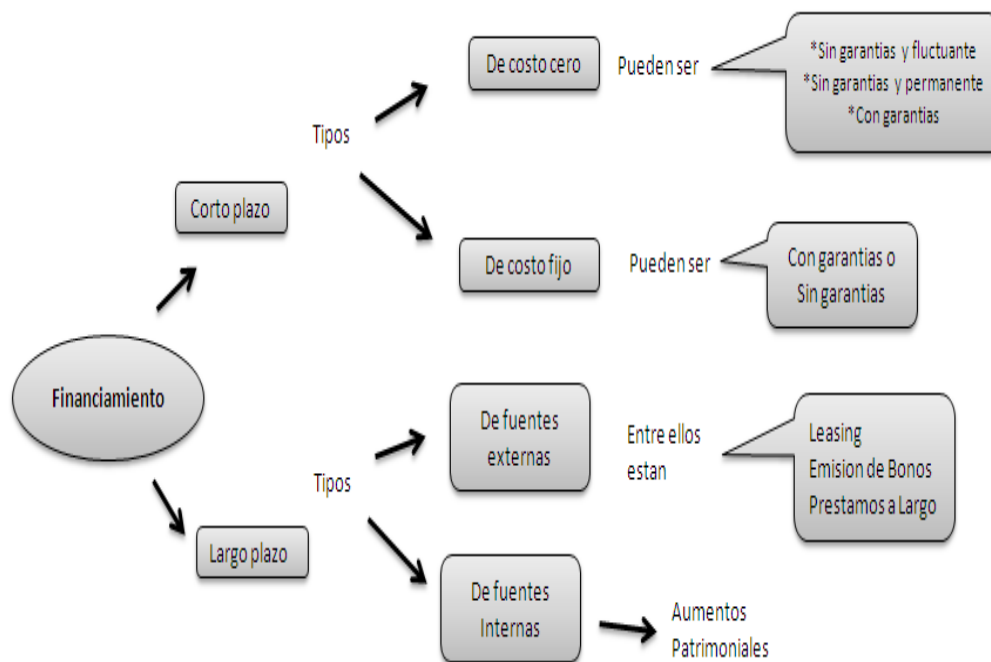 De costo cero
Pueden ser
*Sin garantias y fluctuante
*Sin garantias y permanente
*Con garantias
Tipos
Corto plazo
De costo fijo
Pueden ser
Con garantias o
Sin garantias
Financiamiento
De fuentes
externas
Entre ellos
estan
Leasing
Emision de Bonos
Prestamos a Largo
Tipos
Largo plazo
De fuentes
Internas
Aumentos
Patrimoniales